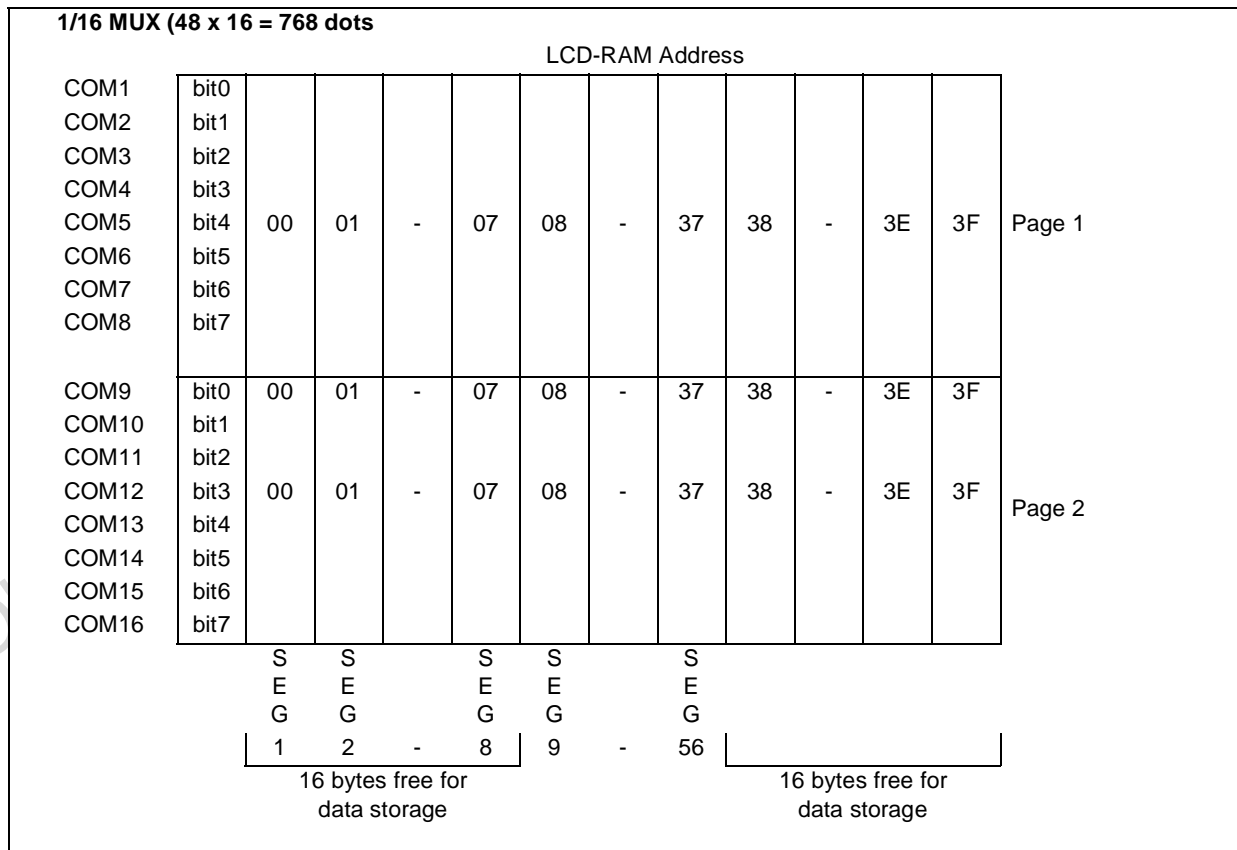 1/16 MUX (48 x 16 = 768 dots
LCD-RAM Address
COM1 bit0
COM2 bit1
COM3 bit2
COM4 bit3
COM5 bit4 00 01 - 07 08 - 37 38 - 3E 3F Page 1
COM6 bit5
COM7 bit6
COM8 bit7
COM9 bit0 00 01 - 07 08 - 37 38 - 3E 3F
COM10 bit1
COM11 bit2
COM12 bit3 00 01 - 07 08 - 37 38 - 3E 3F
Page 2
COM13 bit4
COM14 bit5
COM15 bit6
COM16 bit7
S S S S S
E E E E E
G G G G G
1 2 - 8 9 - 56
16 bytes free for 16 bytes free for
data storage data storage